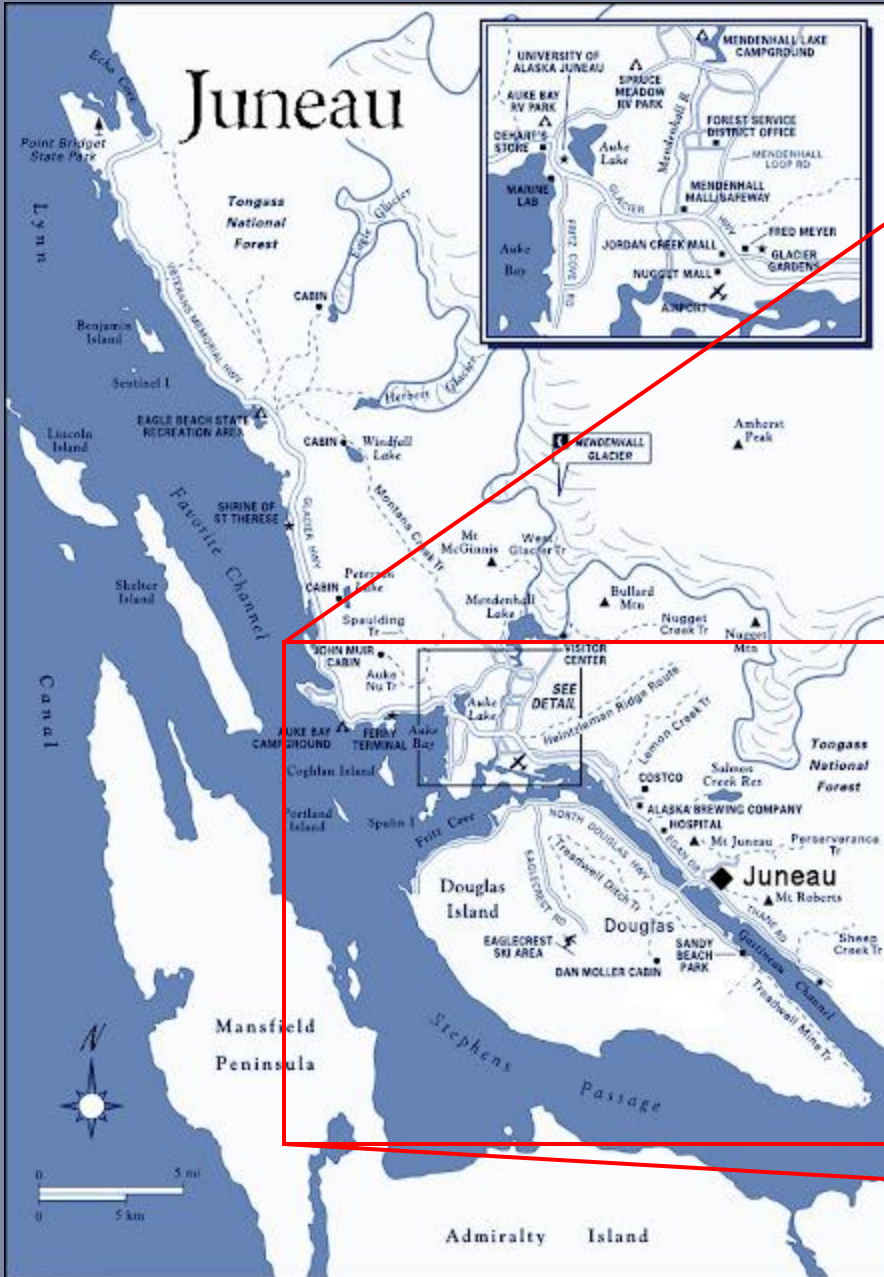 Juneau
Echo Cove
Point Bridget
State Park
Lynn
Canal
Tongass
National
Forest
Eagle Glacier
VETERANS MEMORIAL HWY
CABIN
Benjamin
Island
Sentinel I
Herbert Glacier
EAGLE BEACH STATE
RECREATION AREA
Lincoln
Island
CABIN
Windfall
Lake
Favorite Channel
SHRINE OF
ST THERESE
GLACIER HWY
Montana Creek Tr
Mt
McGinnis
West
Glacier Tr
MENDENHALL
GLACIER
Amherst
Peak
Shelter
Island
CABIN
Peterson
Lake
Spaulding
Tr
Mendenhall
Lake
Bullard
Mtn
Nugget
Creek Tr
Nugget
Mtn
JOHN MUIR
CABIN
Auke
Nu Tr
VISITOR
CENTER
SEE
DETAIL
Auke
Lake
Heintzleman Ridge Route
Lemon Creek Tr
AUKE BAY
CAMPGROUND
FERRY
TERMINAL
Auke
Bay
Tongass
National
Forest
Coghlan Island
Salmon
Creek Res
COSTCO
ALASKA BREWING COMPANY
HOSPITAL
Portland
Island
Spuhn I
Fritz Cove
NORTH DOUGLAS HWY
EGAN DR
Mt Juneau
Perserverance
Tr
EAGLECREST RD
Treadwell Ditch Tr
Juneau
Mt Roberts
THANE RD
Douglas
Island
Douglas
EAGLECREST
SKI AREA
SANDY
BEACH
PARK
DAN MOLLER CABIN
Gastineau Channel
Sheep
Creek Tr
Treadwell Mine Tr
Mansfield
Peninsula
Stephens Passage
N
0 5 mi
0 5 km
Admiralty Island
UNIVERSITY OF
ALASKA JUNEAU
MENDENHALL LAKE
CAMPGROUND
SPRUCE
MEADOW
RV PARK
AUKE BAY
RV PARK
DEHART'S
STORE
Auke
Lake
Mendenhall R
FOREST SERVICE
DISTRICT OFFICE
MENDENHALL
LOOP RD
MARINE
LAB
GLACIER HWY
MENDENHALL
MALL/SAFEWAY
FRITZ COVE RD
Auke
Bay
JORDAN CREEK MALL
FRED MEYER
GLACIER
GARDENS
NUGGET MALL
AIRPORT